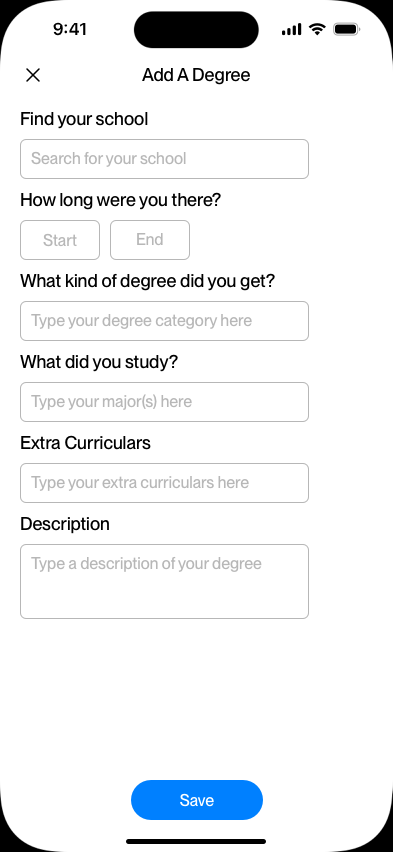 9:41
Add A Degree
Find your school
Search for your school
How long were you there?
Start End
What kind of degree did you get?
Type your degree category here
What did you study?
Type your major(s) here
Extra Curriculars
Type your extra curriculars here
Description
Type a description of your degree
Save